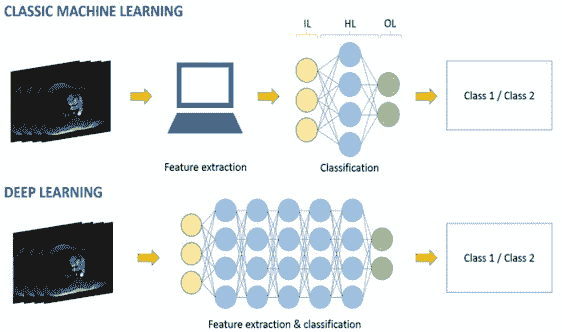 CLASSIC MACHINE LEARNING
IL HL OL
Class 1 / Class 2
Feature extraction
Classification
DEEP LEARNING
Class 1 / Class 2
Feature extraction & classification